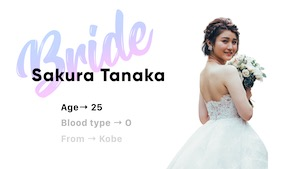 Bride
Sakura Tanaka
Age→ 25
Blood type → O
From → Kobe